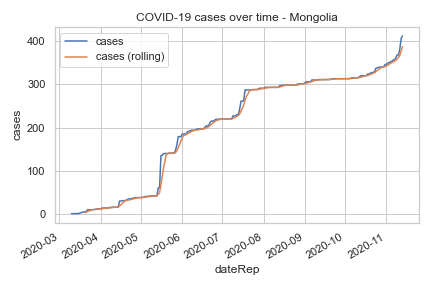 COVID-19 cases over time - Mongolia
cases
cases (rolling)
cases
400
300
200
100
0
2020-03
2020-04
2020-05
2020-06
2020-07
2020-08
2020-09
2020-10
2020-11
dateRep